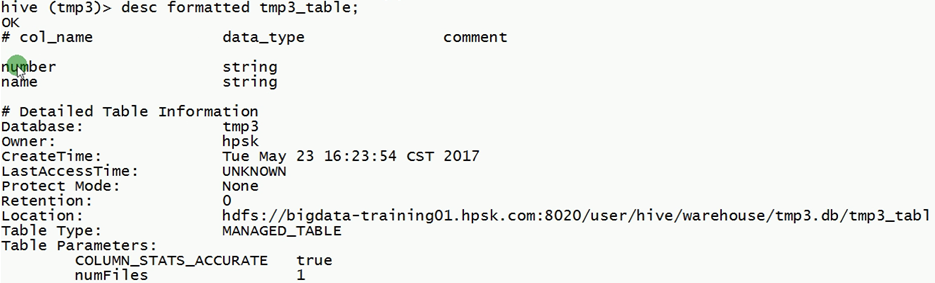 hive (tmp3)> desc formatted tmp3_table;
OK
# col_name data_type comment
number string
name string
# Detailed Table Information
Database: tmp3
Owner: hpsk
CreateTime: Tue May 23 16:23:54 CST 2017
LastAccessTime: UNKNOWN
Protect Mode: None
Retention: 0
Location: hdfs://bigdata-training01.hpsk.com:8020/user/hive/warehouse/tmp3.db/tmp3_tabl
Table Type: MANAGED_TABLE
Table Parameters:
COLUMN_STATS_ACCURATE true
numFiles 1